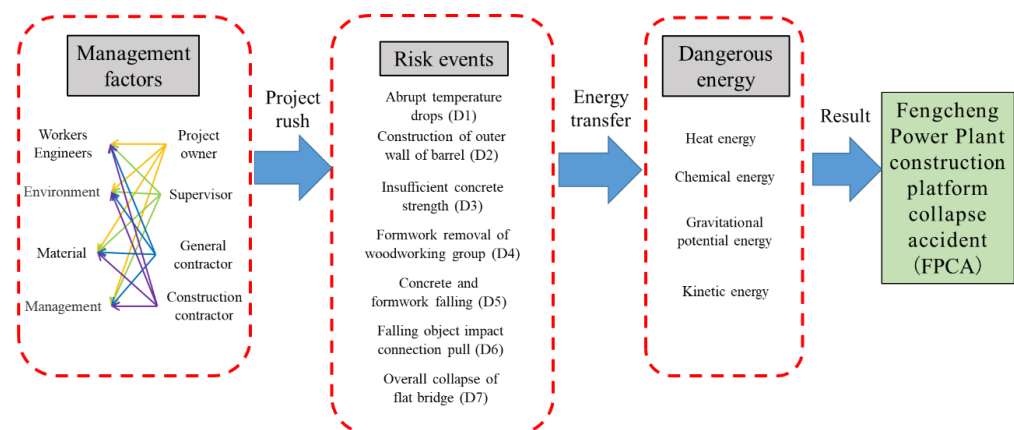 Management
factors
Workers
Engineers
Environment
Material
Management
Project
owner
Supervisor
General
contractor
Construction
contractor
Project
rush
Risk events
Abrupt temperature
drops (D1)
Construction of outer
wall of barrel (D2)
Insufficient concrete
strength (D3)
Formwork removal of
woodworking group (D4)
Concrete and
formwork falling (D5)
Falling object impact
connection pull (D6)
Overall collapse of
flat bridge (D7)
Energy
transfer
Dangerous
energy
Heat energy
Chemical energy
Gravitational
potential energy
Kinetic energy
Result
Fengcheng
Power Plant
construction
platform
collapse
accident
(FPCA)